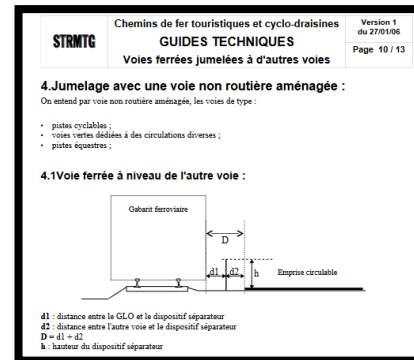 STRMTG
Chemins de fer touristiques et cyclo-draisines
GUIDES TECHNIQUES
Voies ferrées jumelées à d'autres voies
Version 1
du 27/01/06
Page 10 / 13
4.Jumelage avec une voie non routière aménagée :
On entend par voie non routière aménagée, les voies de type :
• pistes cyclables ;
• voies vertes dédiées à des circulations diverses ;
• pistes équestres ;
4.1Voie ferrée à niveau de l'autre voie :
Gabarit ferroviaire
D
d1 d2 h Emprise circulable
d1 : distance entre le GLO et le dispositif séparateur
d2 : distance entre l'autre voie et le dispositif séparateur
D = d1 + d2
h : hauteur du dispositif séparateur